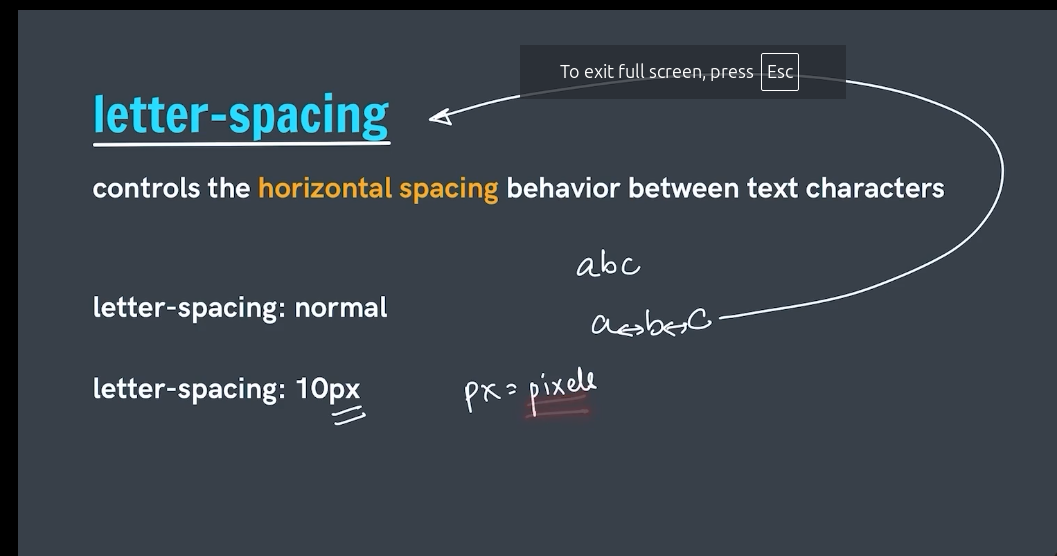 To exit full screen, press Esc
letter-spacing
controls the horizontal spacing behavior between text characters
abc
letter-spacing: normal
a↔b↔c
letter-spacing: 10px
px = pixels